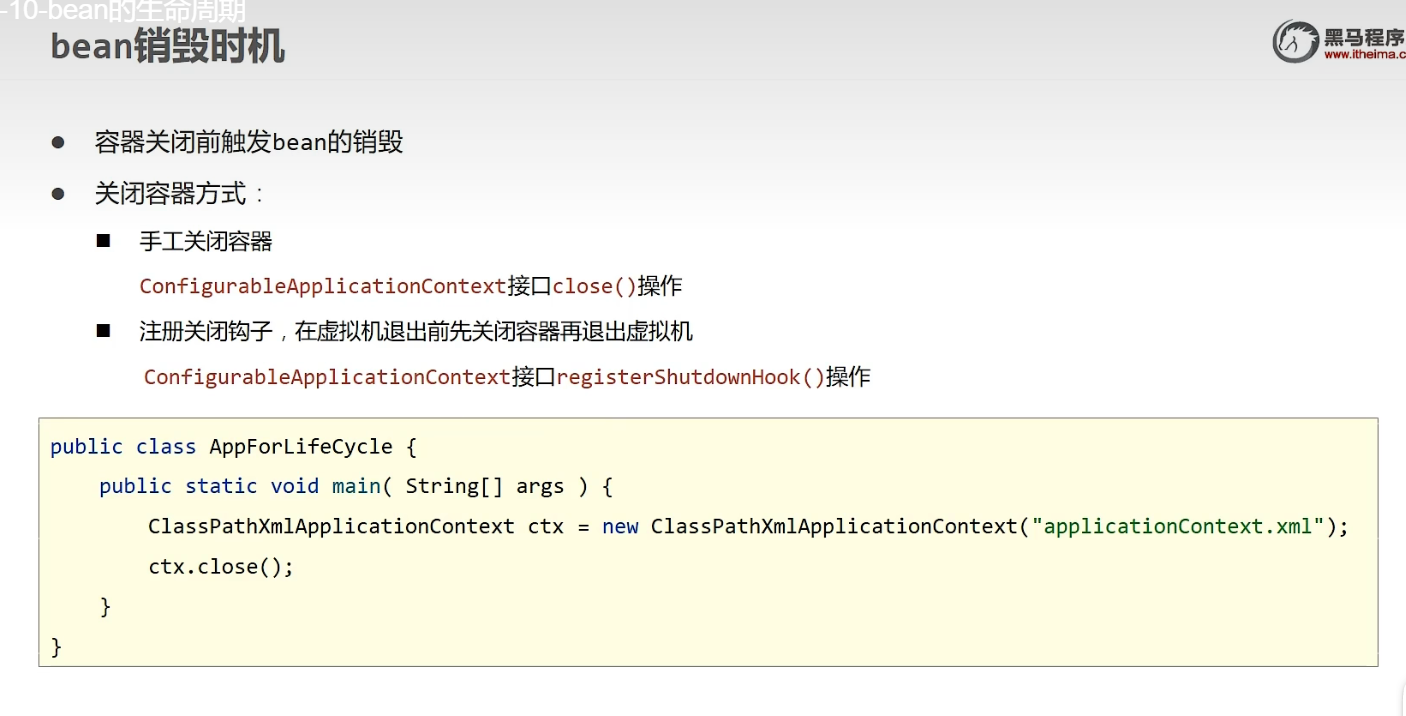 -10-bean的生命周期
bean销毁时机
黑马程序
www.itheima.c
● 容器关闭前触发bean的销毁
● 关闭容器方式：
■ 手工关闭容器
ConfigurableApplicationContext接口close()操作
■ 注册关闭钩子，在虚拟机退出前先关闭容器再退出虚拟机
ConfigurableApplicationContext接口registerShutdownHook()操作
public class AppForLifeCycle {
    public static void main( String[] args ) {
        ClassPathXmlApplicationContext ctx = new ClassPathXmlApplicationContext("applicationContext.xml");
        ctx.close();
    }
}